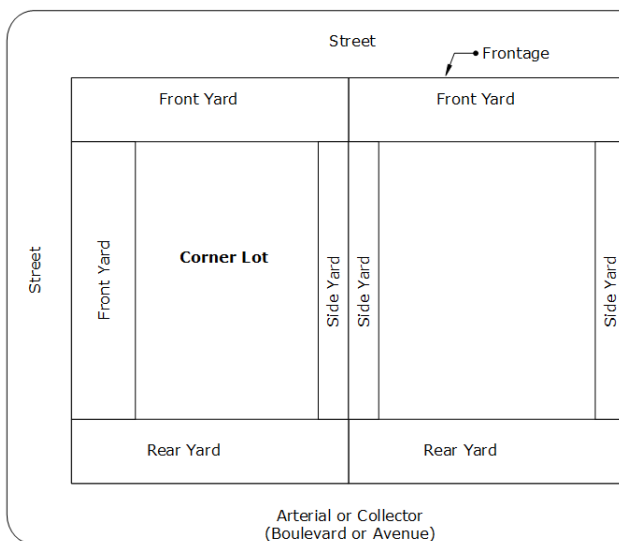 Street
Frontage
Front Yard
Front Yard
Street
Front Yard
Corner Lot
Side Yard
Side Yard
Side Yard
Rear Yard
Rear Yard
Arterial or Collector
(Boulevard or Avenue)